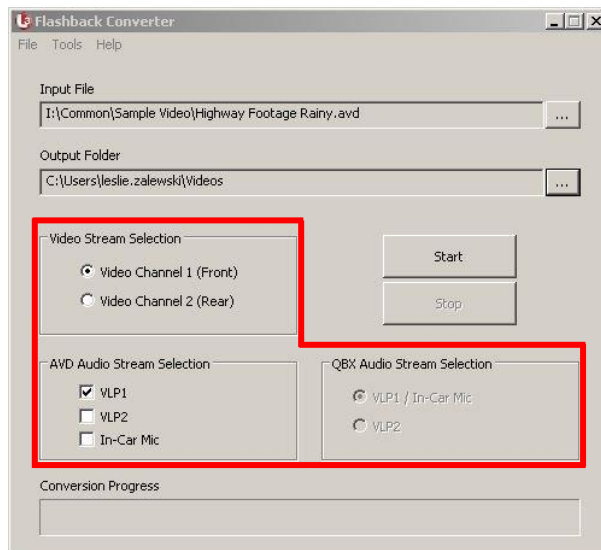 Flashback Converter
File Tools Help
Input File
I:\Common\Sample Video\Highway Footage Rainy.avd
...
Output Folder
C:\Users\leslie.zalewski\Videos
...
Video Stream Selection
Video Channel 1 (Front)
Video Channel 2 (Rear)
Start
Stop
AVD Audio Stream Selection
VLP1
VLP2
In-Car Mic
QBX Audio Stream Selection
VLP1 / In-Car Mic
VLP2
Conversion Progress